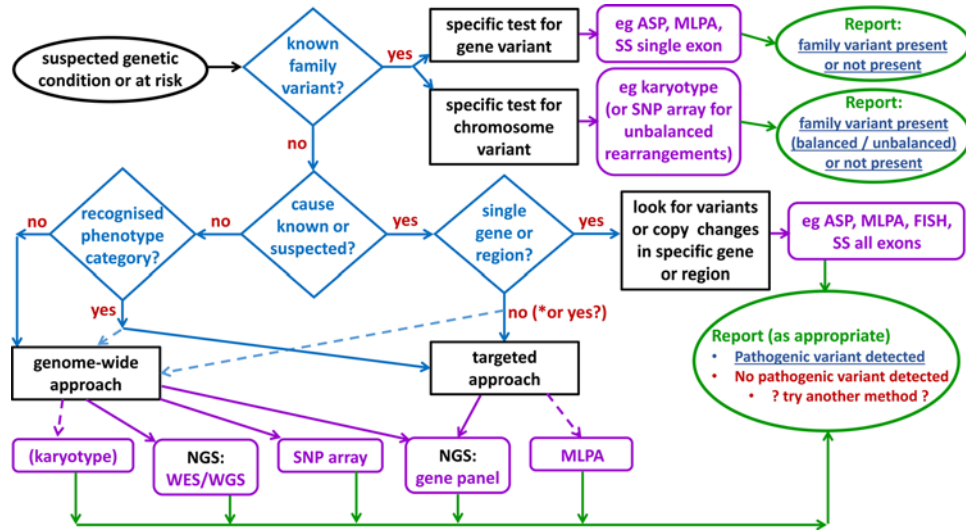 suspected genetic
condition or at risk
known
family
variant?
yes
no
specific test for
gene variant
eg ASP, MLPA,
SS single exon
Report:
family variant present
or not present
specific test for
chromosome
variant
eg karyotype
(or SNP array for
unbalanced
rearrangements)
Report:
family variant present
(balanced / unbalanced)
or not present
no
recognised
phenotype
category?
no
cause
known or
suspected?
yes
single
gene or
region?
yes
look for variants
or copy changes
in specific gene
or region
eg ASP, MLPA, FISH,
SS all exons
yes
no (*or yes?)
genome-wide
approach
targeted
approach
Report (as appropriate)
• Pathogenic variant detected
• No pathogenic variant detected
• ? try another method ?
(karyotype)
NGS:
WES/WGS
SNP array
NGS:
gene panel
MLPA